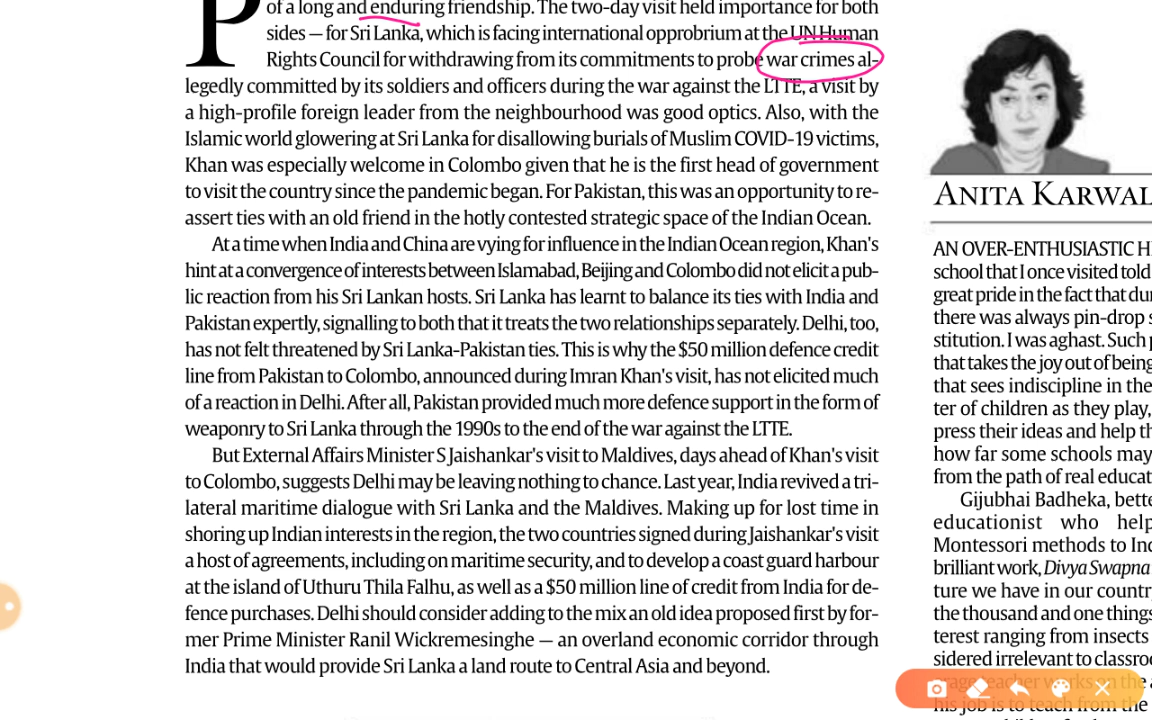 P
of a long and enduring friendship. The two-day visit held importance for both
sides — for Sri Lanka, which is facing international opprobrium at the UN Human
Rights Council for withdrawing from its commitments to probe war crimes al-
legedly committed by its soldiers and officers during the war against the LTTE, a visit by
a high-profile foreign leader from the neighbourhood was good optics. Also, with the
Islamic world glowering at Sri Lanka for disallowing burials of Muslim COVID-19 victims,
Khan was especially welcome in Colombo given that he is the first head of government
to visit the country since the pandemic began. For Pakistan, this was an opportunity to re-
assert ties with an old friend in the hotly contested strategic space of the Indian Ocean.
At a time when India and China are vying for influence in the Indian Ocean region, Khan's
hint at a convergence of interests between Islamabad, Beijing and Colombo did not elicit a pub-
lic reaction from his Sri Lankan hosts. Sri Lanka has learnt to balance its ties with India and
Pakistan expertly, signalling to both that it treats the two relationships separately. Delhi, too,
has not felt threatened by Sri Lanka-Pakistan ties. This is why the $50 million defence credit
line from Pakistan to Colombo, announced during Imran Khan's visit, has not elicited much
of a reaction in Delhi. After all, Pakistan provided much more defence support in the form of
weaponry to Sri Lanka through the 1990s to the end of the war against the LTTE.
But External Affairs Minister S Jaishankar's visit to Maldives, days ahead of Khan's visit
to Colombo, suggests Delhi may be leaving nothing to chance. Last year, India revived a tri-
lateral maritime dialogue with Sri Lanka and the Maldives. Making up for lost time in
shoring up Indian interests in the region, the two countries signed during Jaishankar's visit
a host of agreements, including on maritime security, and to develop a coast guard harbour
at the island of Uthuru Thila Falhu, as well as a $50 million line of credit from India for de-
fence purchases. Delhi should consider adding to the mix an old idea proposed first by for-
mer Prime Minister Ranil Wickremesinghe — an overland economic corridor through
India that would provide Sri Lanka a land route to Central Asia and beyond.
ANITA KARWAL
AN OVER-ENTHUSIASTIC H
school that I once visited told
great pride in the fact that du
there was always pin-drop s
stitution. I was aghast. Such
that takes the joy out of being
that sees indiscipline in the
ter of children as they play,
press their ideas and help th
how far some schools may
from the path of real educat
Gijubhai Badheka, bette
educationist who help
Montessori methods to Ind
brilliant work, Divya Swapna
ture we have in our country
the thousand and one things
terest ranging from insects
sidered irrelevant to classroo
erage teacher works on the a
his job is to teach from the